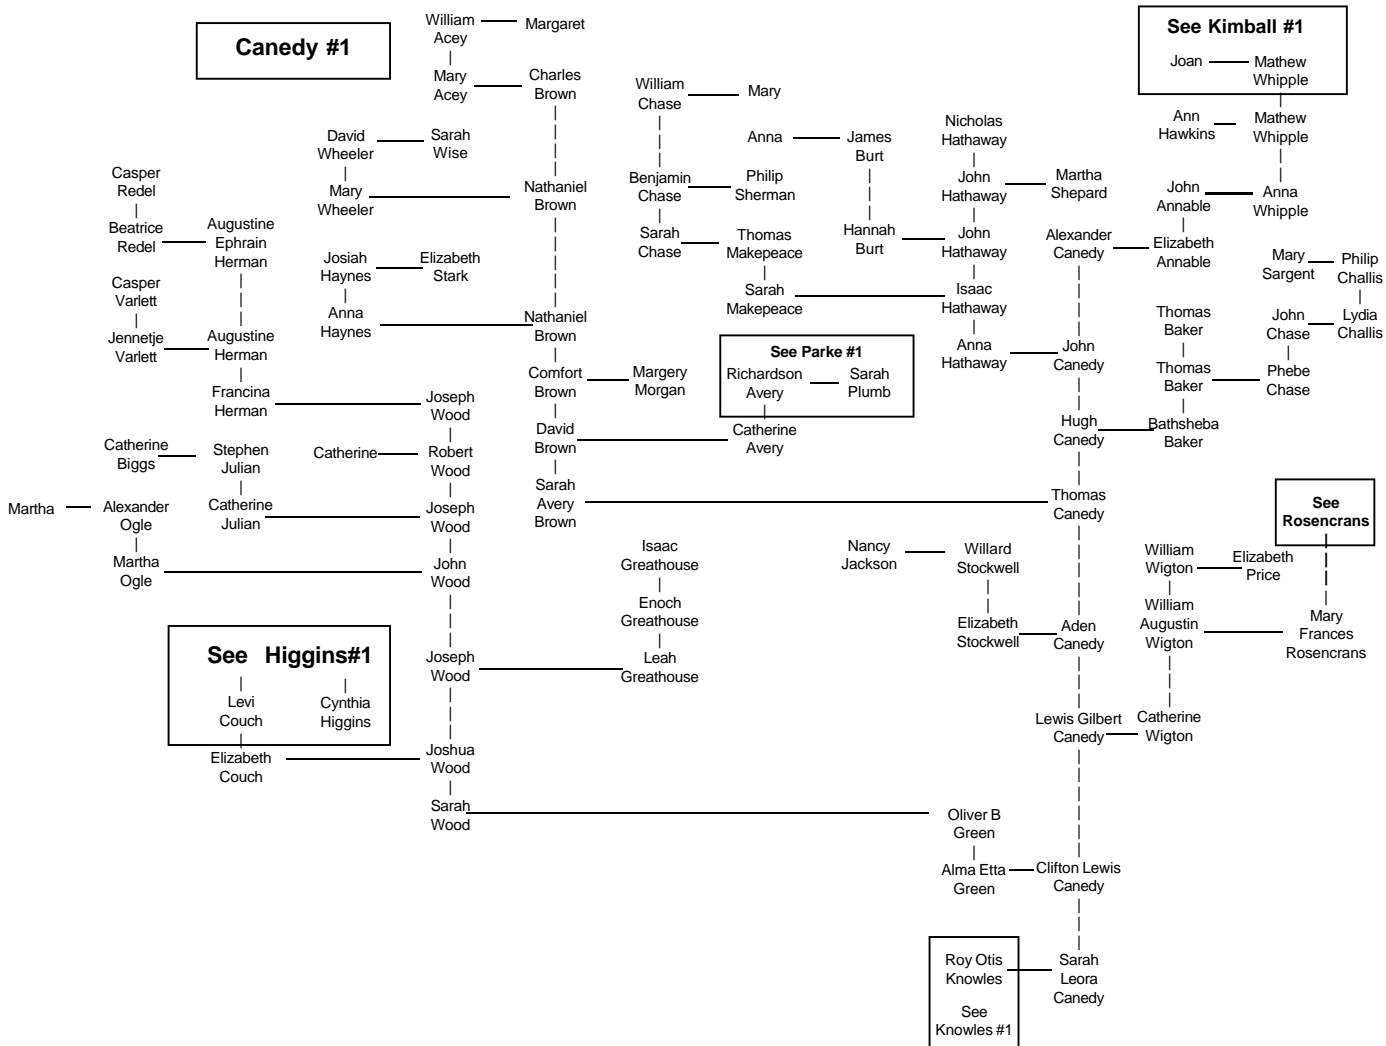 Canedy #1
William
Acey
Margaret
Mary
Acey
Charles
Brown
David
Wheeler
Sarah
Wise
Mary
Wheeler
Nathaniel
Brown
Casper
Redel
Beatrice
Redel
Augustine
Ephrain
Herman
Josiah
Haynes
Elizabeth
Stark
Casper
Varlett
Anna
Haynes
Nathaniel
Brown
Jennetje
Varlett
Augustine
Herman
Francina
Herman
Joseph
Wood
Comfort
Brown
Margery
Morgan
William
Chase
Mary
Anna
James
Burt
Benjamin
Chase
Philip
Sherman
Sarah
Chase
Thomas
Makepeace
Hannah
Burt
Sarah
Makepeace
Nicholas
Hathaway
John
Hathaway
Martha
Shepard
John
Hathaway
Isaac
Hathaway
Anna
Hathaway
See Kimball #1
Joan
Mathew
Whipple
Ann
Hawkins
Mathew
Whipple
John
Annable
Anna
Whipple
Alexander
Canedy
Elizabeth
Annable
Mary
Sargent
Philip
Challis
Thomas
Baker
John
Chase
Lydia
Challis
John
Canedy
Thomas
Baker
Phebe
Chase
Hugh
Canedy
Bathsheba
Baker
See Parke #1
Richardson
Avery
Sarah
Plumb
Catherine
Avery
David
Brown
Catherine
Biggs
Stephen
Julian
Catherine
Robert
Wood
Sarah
Avery
Brown
Thomas
Canedy
Martha
Alexander
Ogle
Catherine
Julian
Joseph
Wood
Martha
Ogle
John
Wood
Isaac
Greathouse
Enoch
Greathouse
Leah
Greathouse
Joseph
Wood
Nancy
Jackson
Willard
Stockwell
Elizabeth
Stockwell
Aden
Canedy
See
Rosencrans
William
Wigton
Elizabeth
Price
William
Augustin
Wigton
Mary
Frances
Rosencrans
See Higgins#1
Levi
Couch
Cynthia
Higgins
Elizabeth
Couch
Joshua
Wood
Lewis Gilbert
Canedy
Catherine
Wigton
Sarah
Wood
Oliver B
Green
Alma Etta
Green
Clifton Lewis
Canedy
Roy Otis
Knowles
Sarah
Leora
Canedy
See
Knowles #1